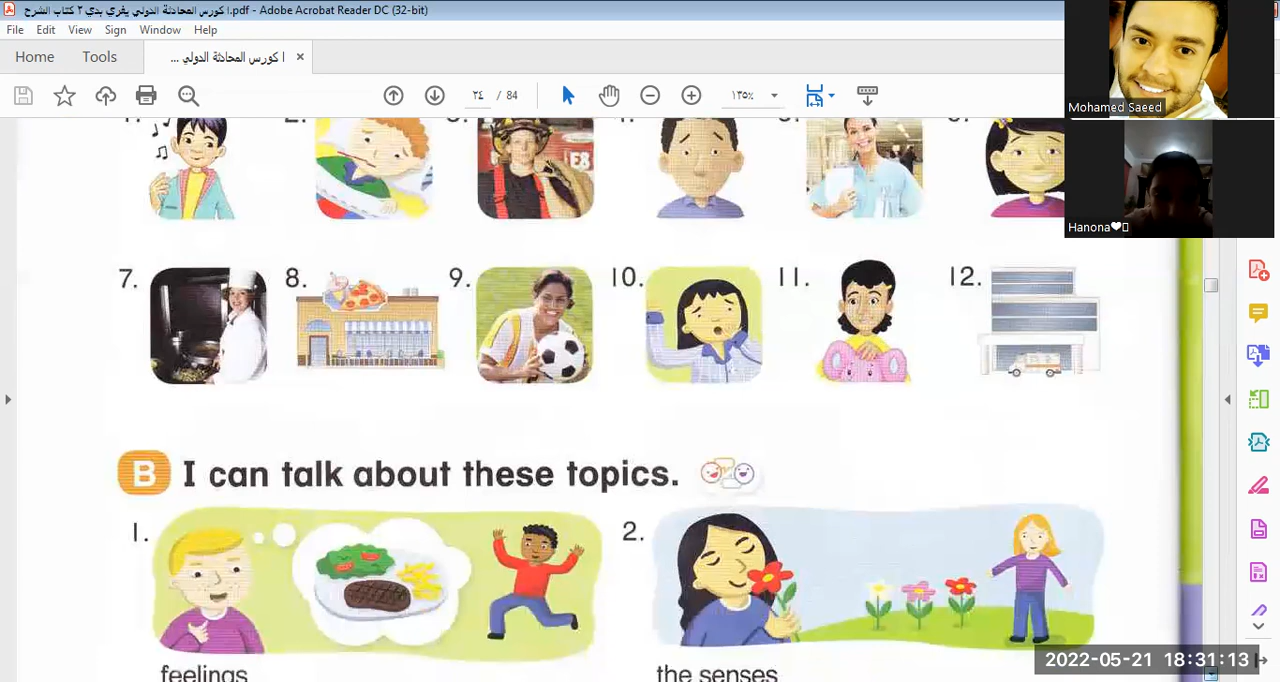 ا كورس المحادثة الدولي يفري بدي ٢ كتاب الشرح.pdf - Adobe Acrobat Reader DC (32-bit)
File Edit View Sign Window Help
Home Tools ا كورس المحادثة الدولي ... ×
٢٤ / 84 ١٣٥%
Mohamed Saeed
Hanona❤
E8
7. 8. 9. 10. 11. 12.
B I can talk about these topics.
1. 2.
feelings the senses
2022-05-21 18:31:13